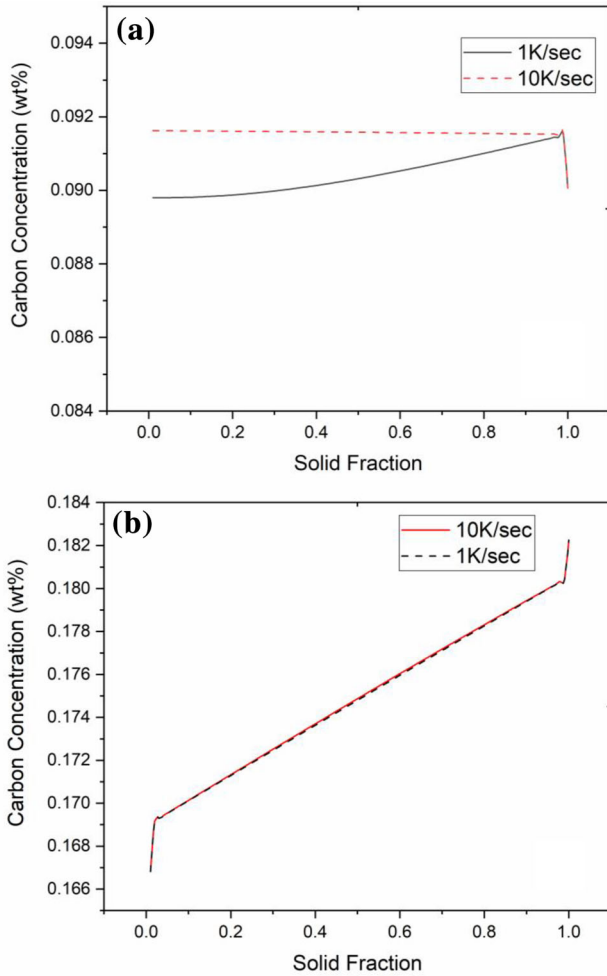 (a)
1K/sec
10K/sec
Carbon Concentration (wt%)
0.094
0.092
0.090
0.088
0.086
0.084
0.0
0.2
0.4
0.6
0.8
1.0
Solid Fraction
(b)
10K/sec
1K/sec
Carbon Concentration (wt%)
0.184
0.182
0.180
0.178
0.176
0.174
0.172
0.170
0.168
0.166
0.0
0.2
0.4
0.6
0.8
1.0
Solid Fraction